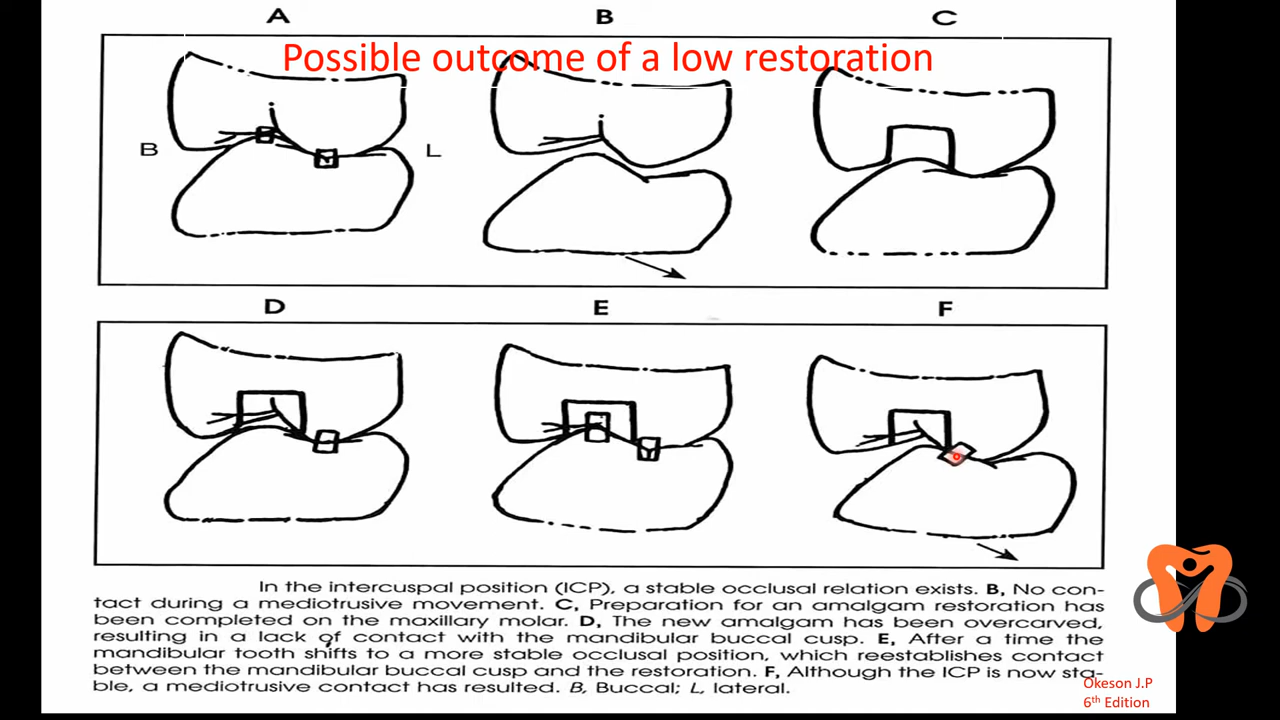 A B C
Possible outcome of a low restoration
B L
D E F
In the intercuspal position (ICP), a stable occlusal relation exists. B, No con-
tact during a mediotrusive movement. C, Preparation for an amalgam restoration has
been completed on the maxillary molar. D, The new amalgam has been overcarved,
resulting in a lack of contact with the mandibular buccal cusp. E, After a time the
mandibular tooth shifts to a more stable occlusal position, which reestablishes contact
between the mandibular buccal cusp and the restoration. F, Although the ICP is now sta-
ble, a mediotrusive contact has resulted. B, Buccal; L, lateral.
Okeson J.P
6th Edition